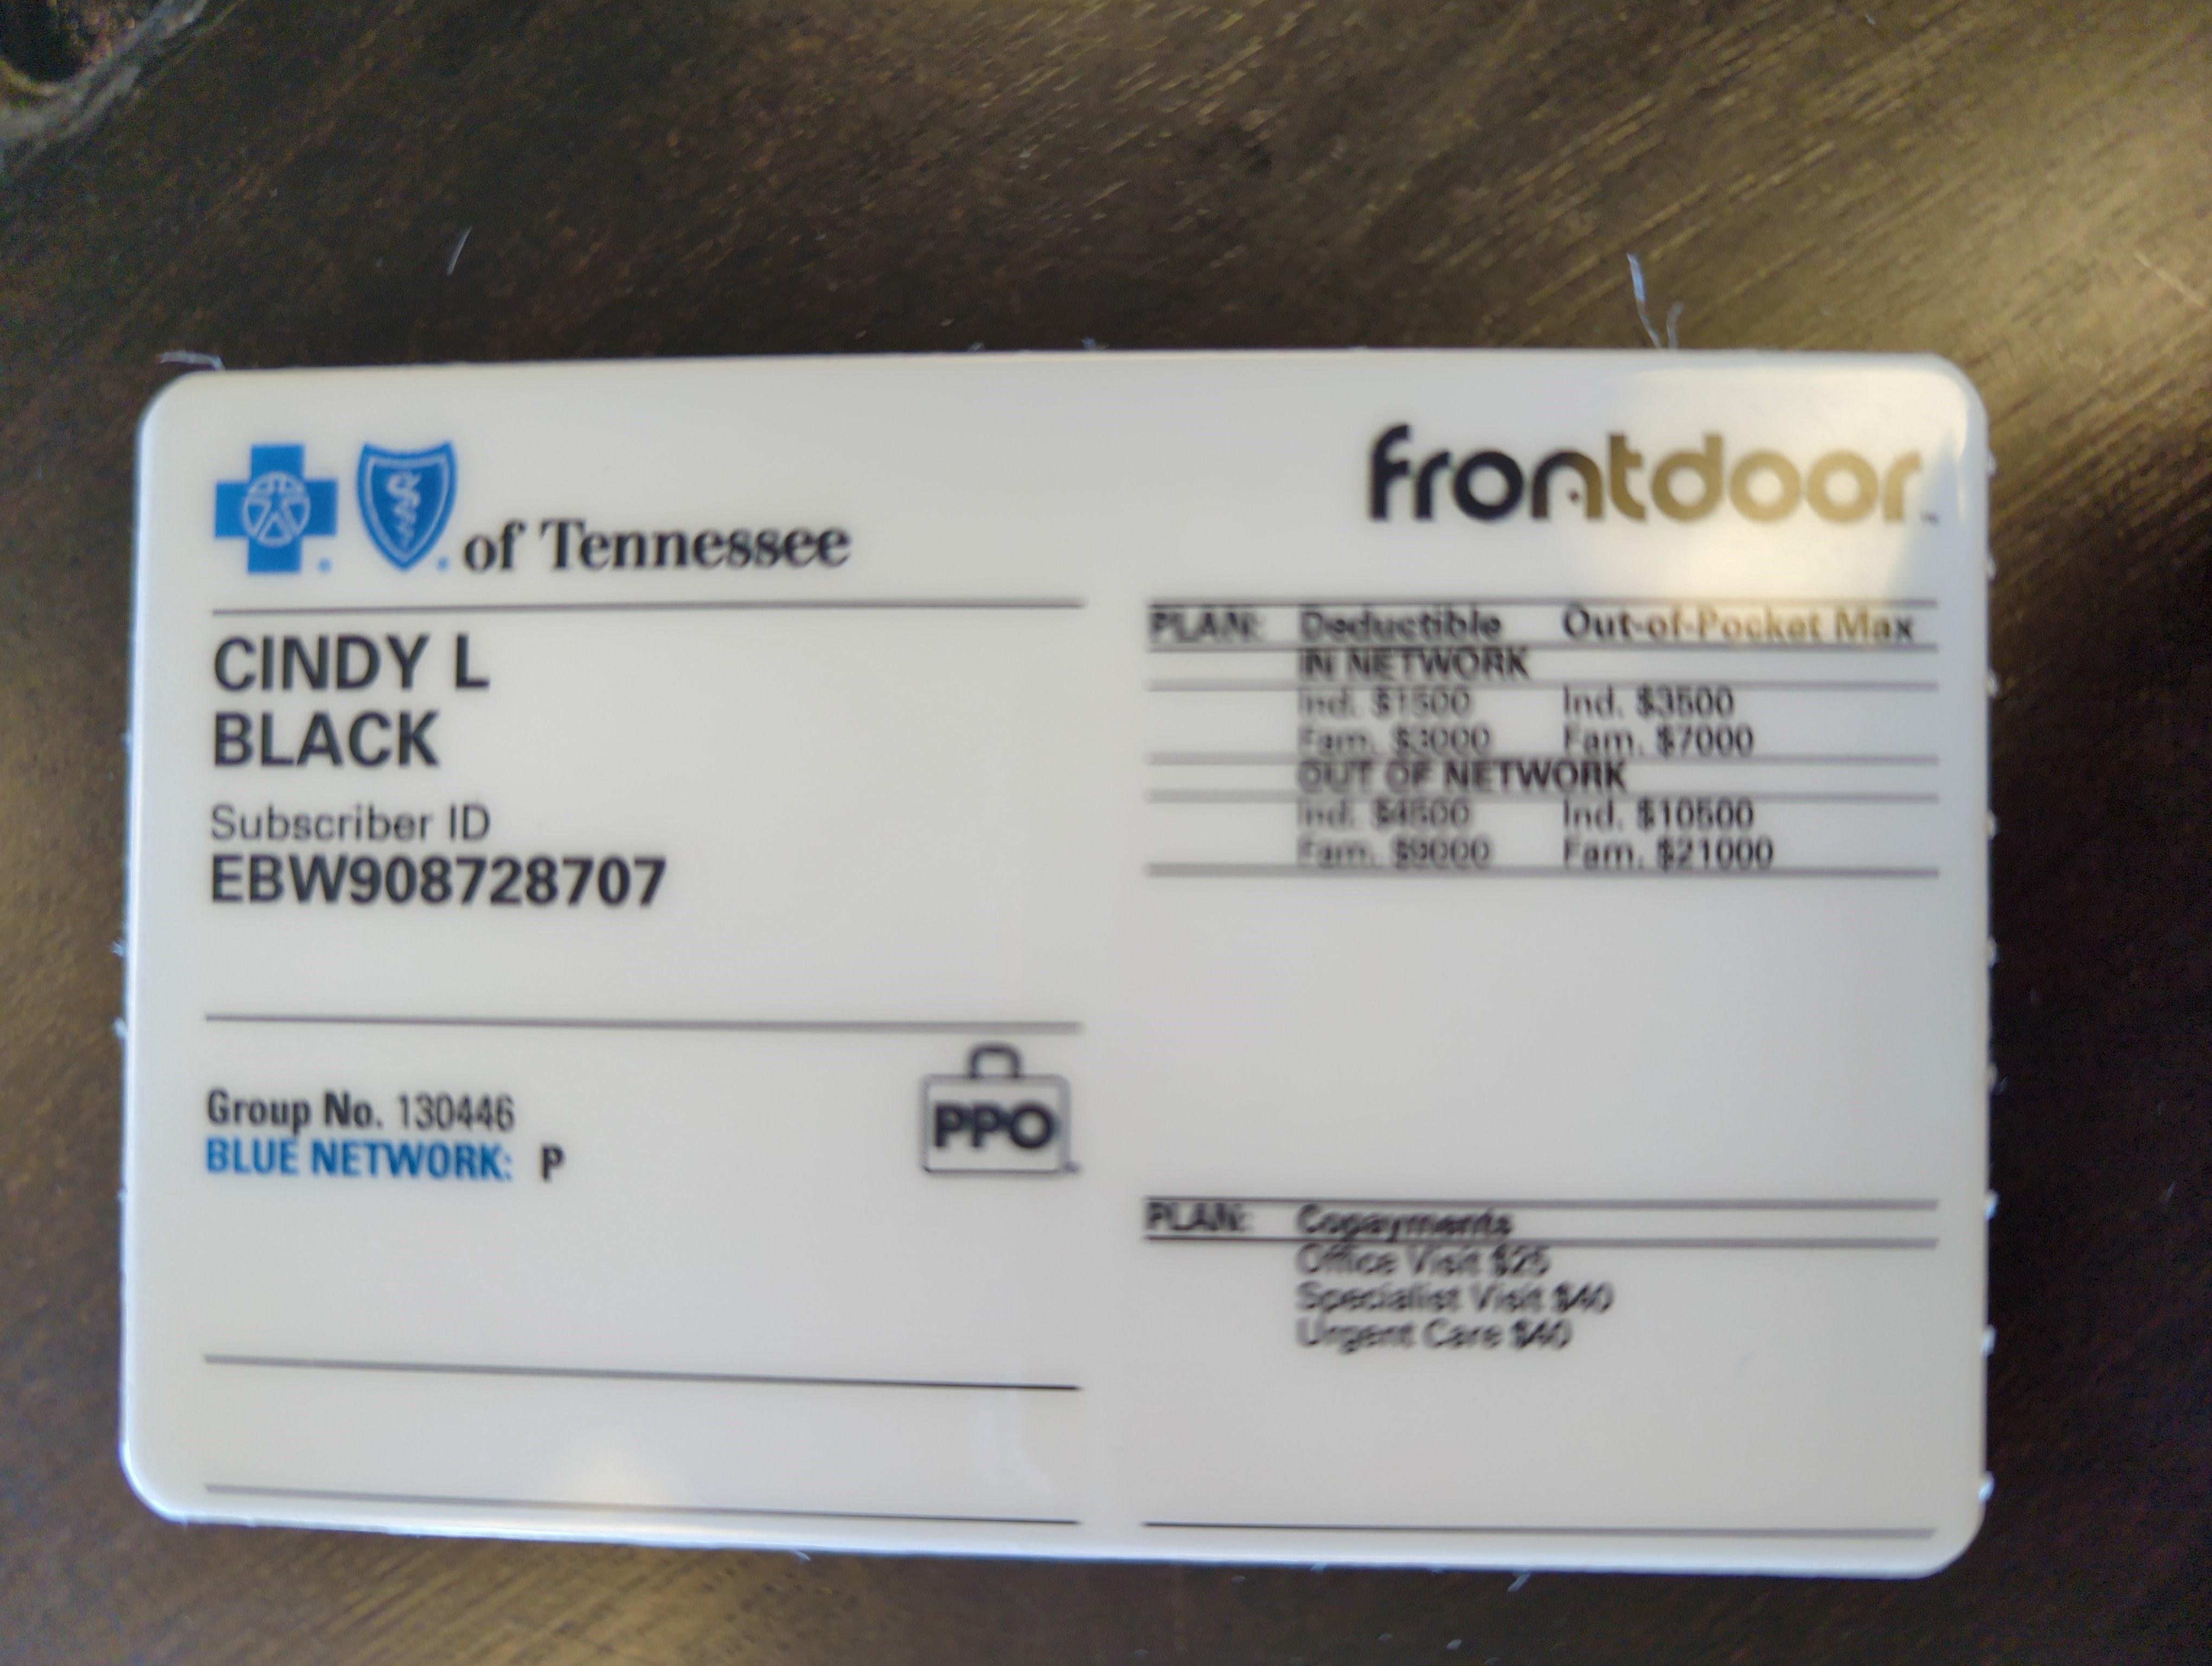 of Tennessee
frontdoor
CINDY L
BLACK
Subscriber ID
EBW908728707
Group No. 130446
BLUE NETWORK: P
PPO
PLAN: Deductible Out-of-Pocket Max
IN NETWORK
Ind. $1500 Ind. $3500
Fam. $3000 Fam. $7000
OUT OF NETWORK
Ind. $4500 Ind. $10500
Fam. $9000 Fam. $21000
PLAN: Copayments
Office Visit $25
Specialist Visit $40
Urgent Care $40